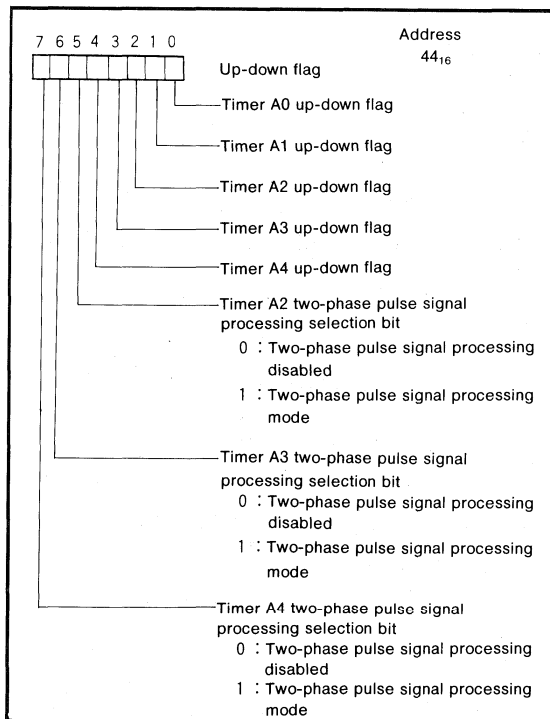 Address
7 6 5 4 3 2 1 0
44₁₆
Up-down flag
Timer A0 up-down flag
Timer A1 up-down flag
Timer A2 up-down flag
Timer A3 up-down flag
Timer A4 up-down flag
Timer A2 two-phase pulse signal
processing selection bit
0 : Two-phase pulse signal processing
disabled
1 : Two-phase pulse signal processing
mode
Timer A3 two-phase pulse signal
processing selection bit
0 : Two-phase pulse signal processing
disabled
1 : Two-phase pulse signal processing
mode
Timer A4 two-phase pulse signal
processing selection bit
0 : Two-phase pulse signal processing
disabled
1 : Two-phase pulse signal processing
mode